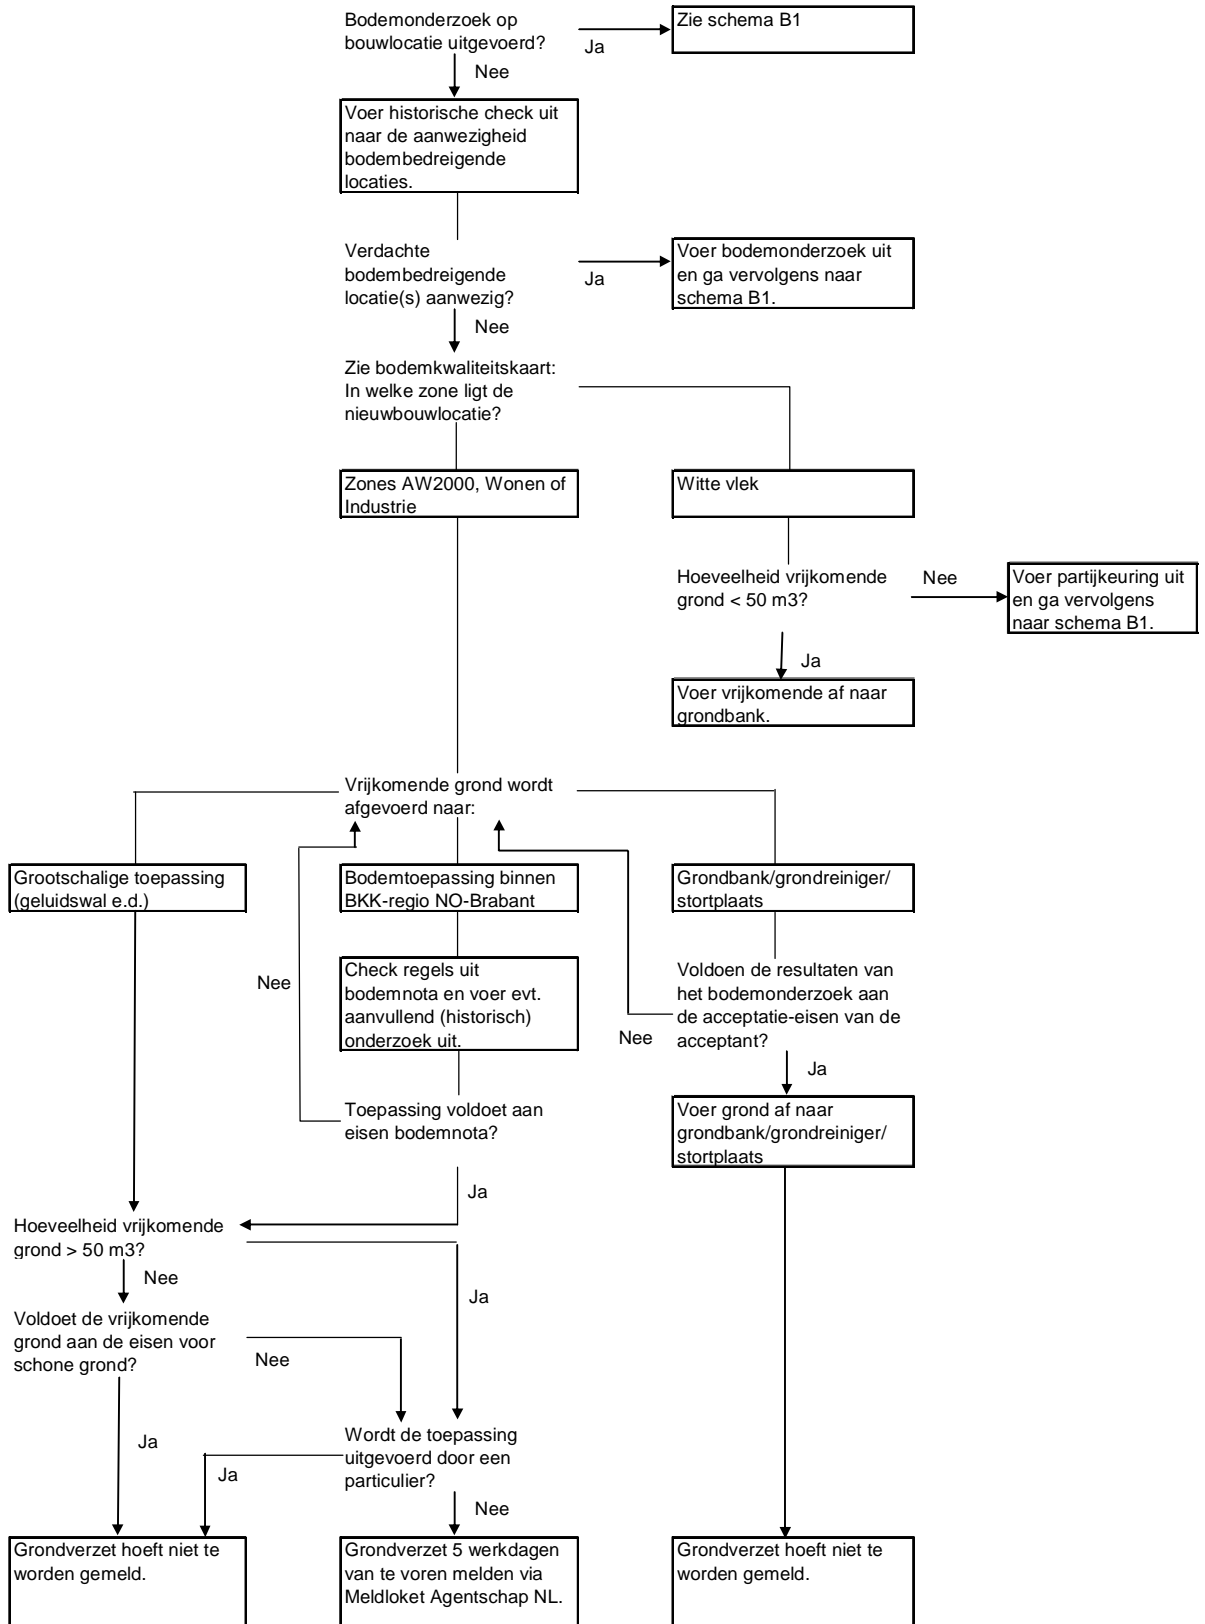 Bodemonderzoek op
bouwlocatie uitgevoerd?
Ja
Zie schema B1
Nee
Voer historische check uit
naar de aanwezigheid
bodembedreigende
locaties.
Verdachte
bodembedreigende
locatie(s) aanwezig?
Ja
Voer bodemonderzoek uit
en ga vervolgens naar
schema B1.
Nee
Zie bodemkwaliteitskaart:
In welke zone ligt de
nieuwbouwlocatie?
Zones AW2000, Wonen of
Industrie
Witte vlek
Hoeveelheid vrijkomende
grond < 50 m3?
Nee
Voer partijkeuring uit
en ga vervolgens
naar schema B1.
Ja
Voer vrijkomende af naar
grondbank.
Vrijkomende grond wordt
afgevoerd naar:
Grootschalige toepassing
(geluidswal e.d.)
Bodemtoepassing binnen
BKK-regio NO-Brabant
Grondbank/grondreiniger/
stortplaats
Nee
Check regels uit
bodemnota en voer evt.
aanvullend (historisch)
onderzoek uit.
Voldoen de resultaten van
het bodemonderzoek aan
de acceptatie-eisen van de
acceptant?
Nee
Ja
Toepassing voldoet aan
eisen bodemnota?
Voer grond af naar
grondbank/grondreiniger/
stortplaats
Ja
Hoeveelheid vrijkomende
grond > 50 m3?
Nee
Ja
Voldoet de vrijkomende
grond aan de eisen voor
schone grond?
Nee
Ja
Wordt de toepassing
uitgevoerd door een
particulier?
Ja
Nee
Grondverzet hoeft niet te
worden gemeld.
Grondverzet 5 werkdagen
van te voren melden via
Meldloket Agentschap NL.
Grondverzet hoeft niet te
worden gemeld.